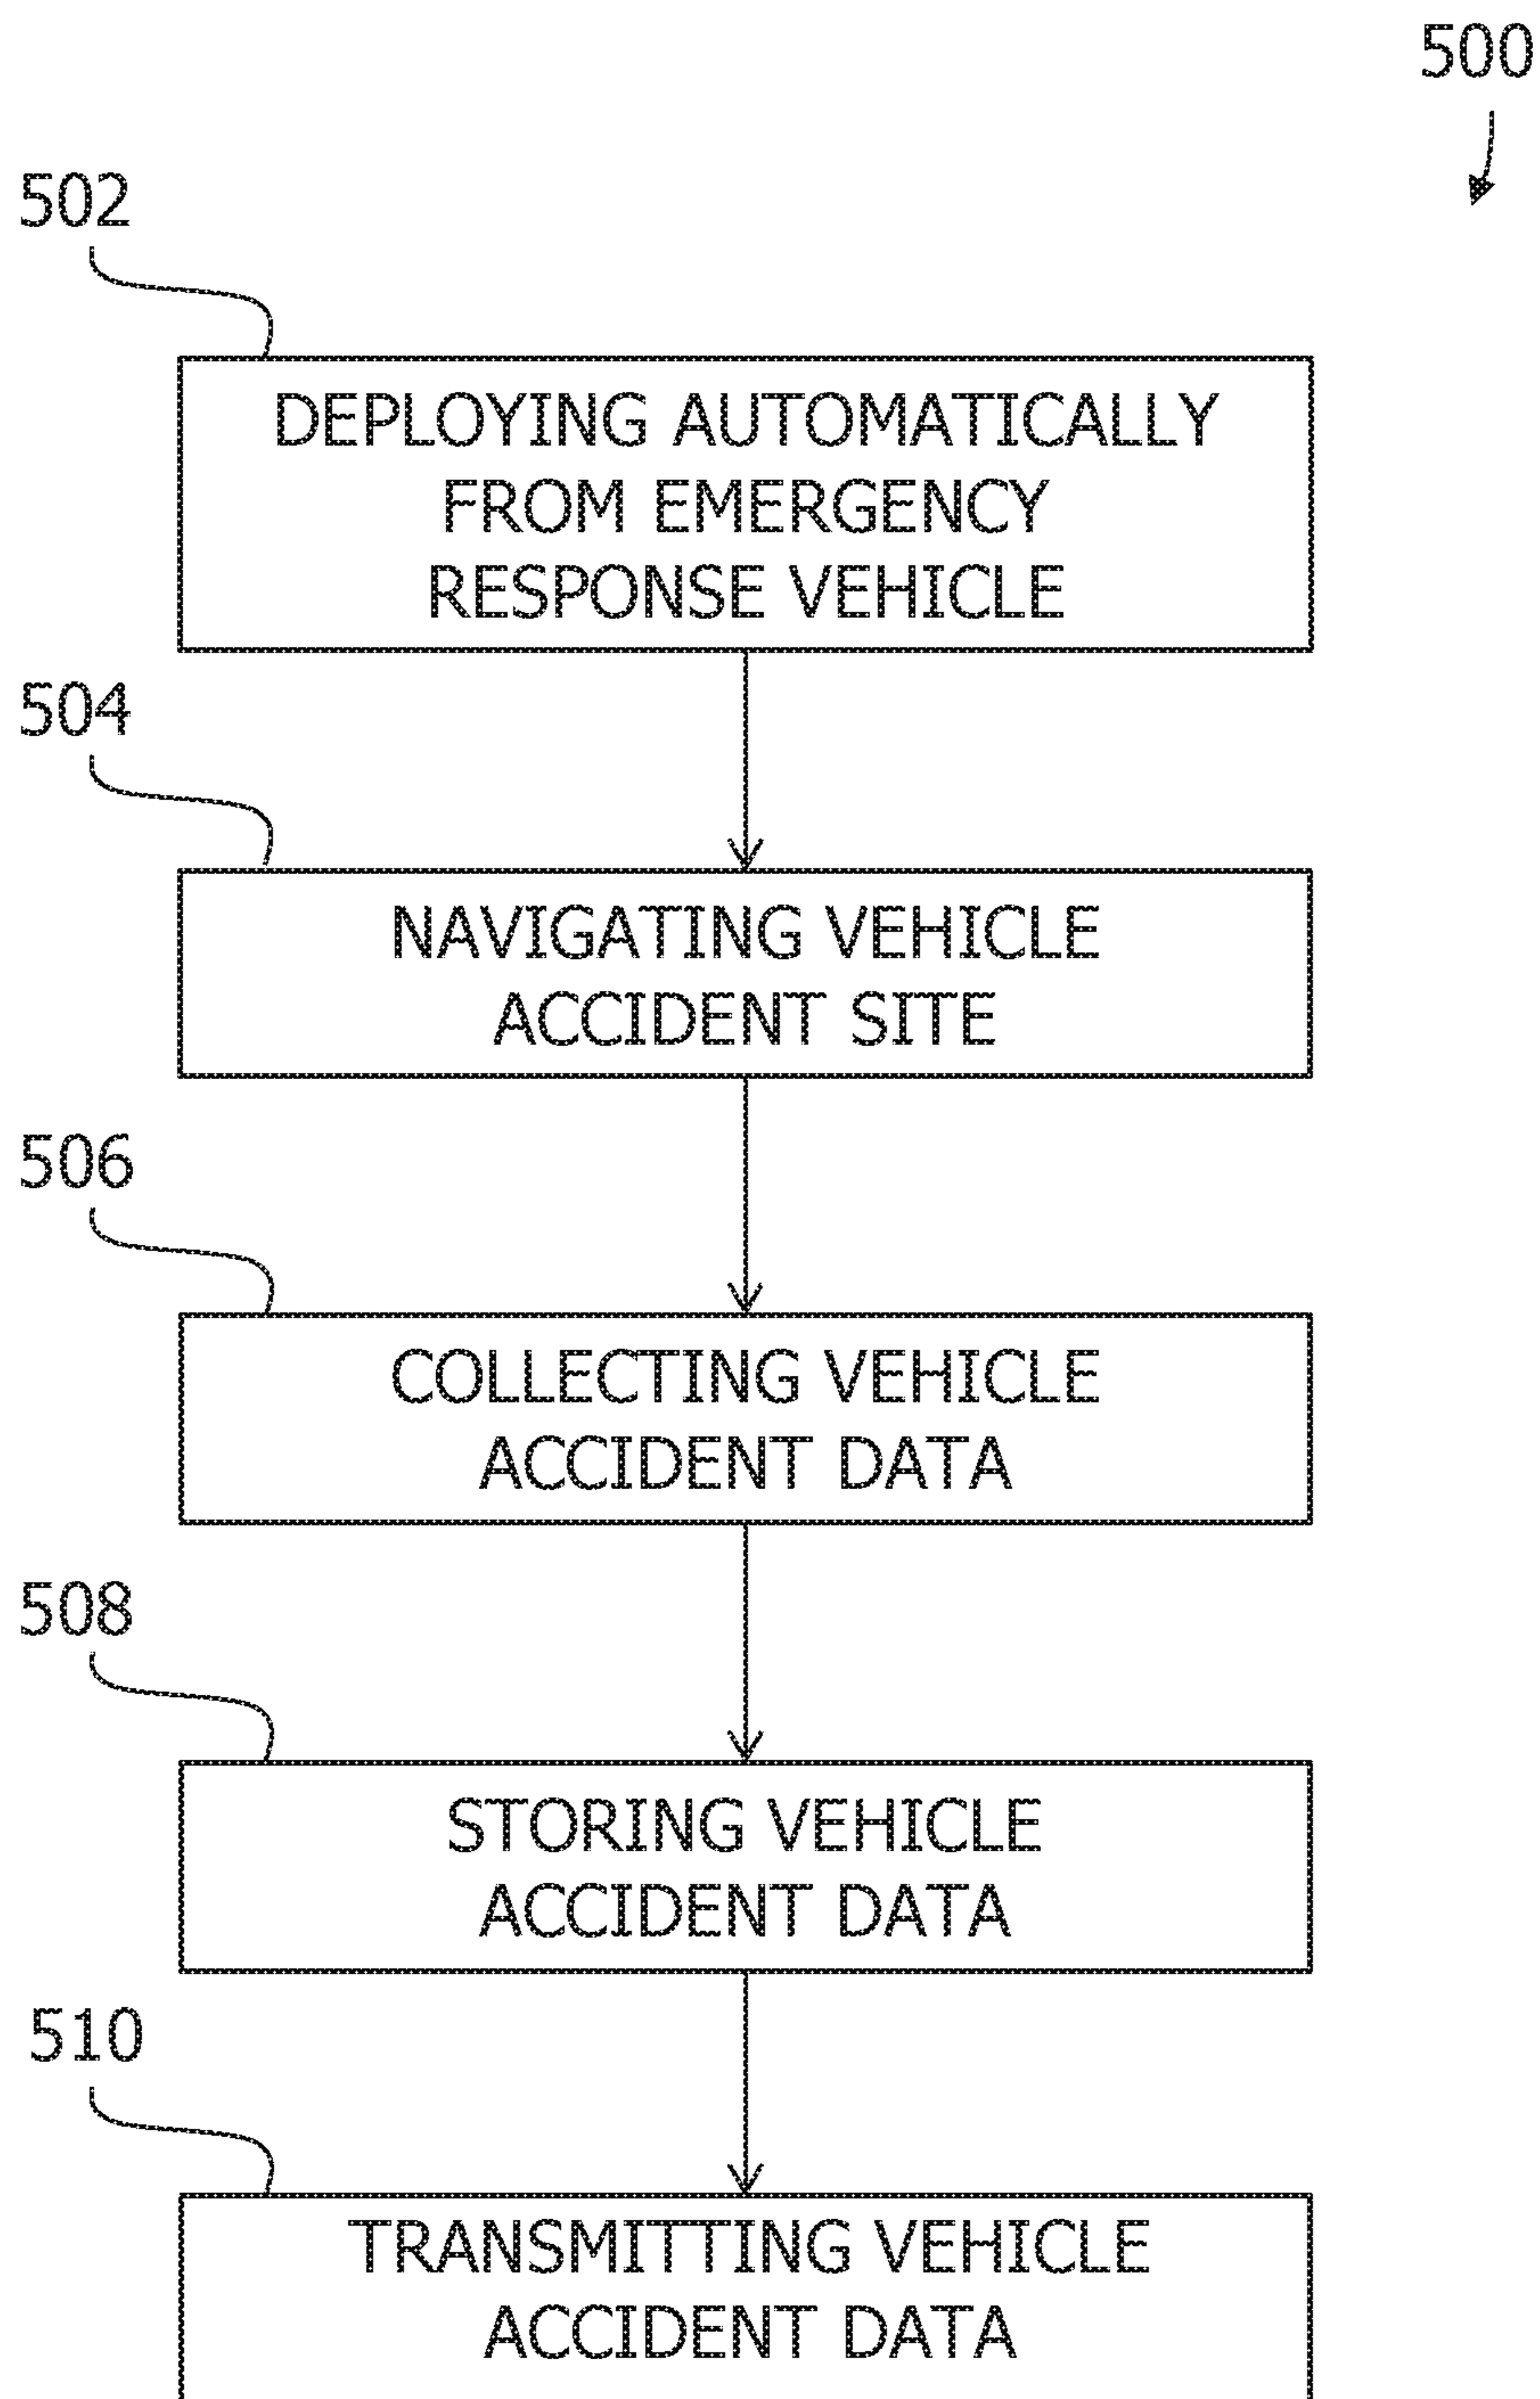 500
502
DEPLOYING AUTOMATICALLY
FROM EMERGENCY
RESPONSE VEHICLE
504
NAVIGATING VEHICLE
ACCIDENT SITE
506
COLLECTING VEHICLE
ACCIDENT DATA
508
STORING VEHICLE
ACCIDENT DATA
510
TRANSMITTING VEHICLE
ACCIDENT DATA